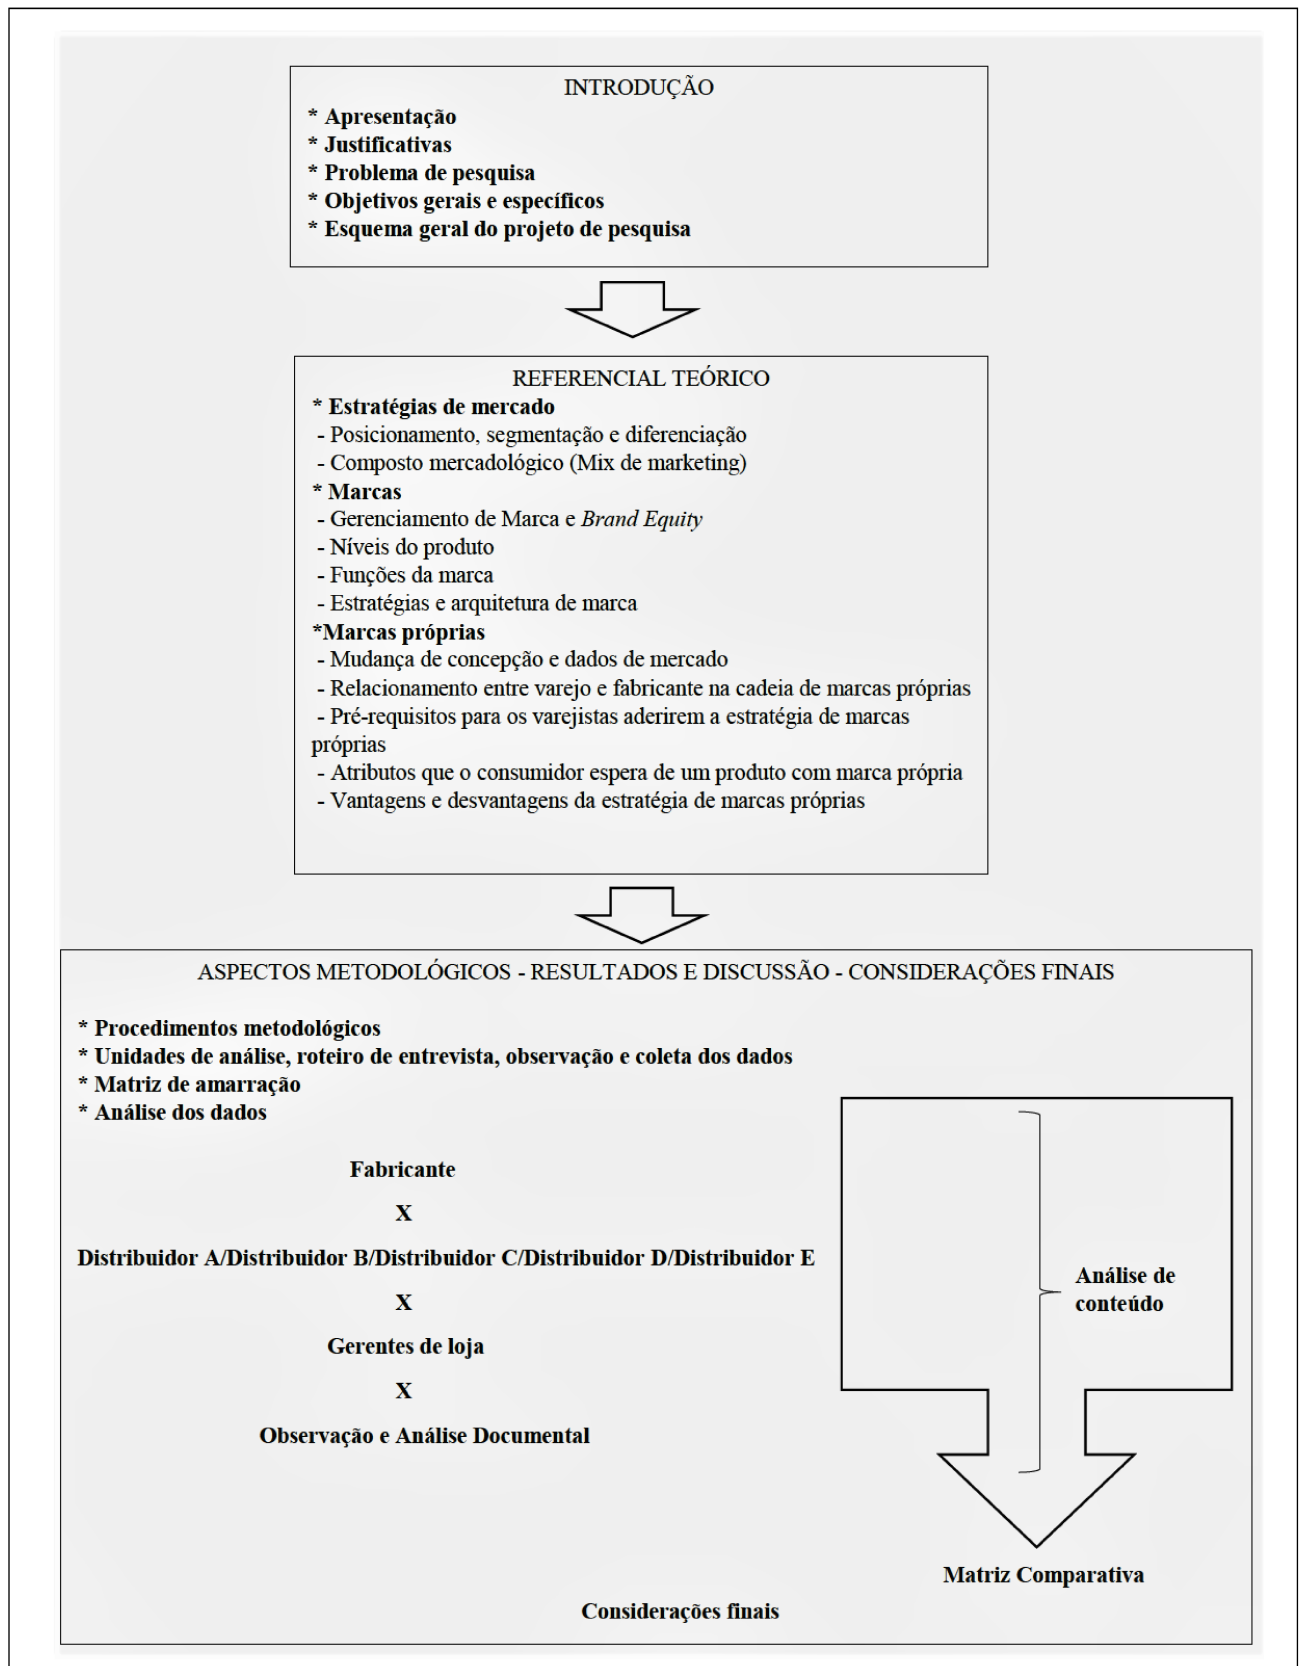 INTRODUÇÃO
* Apresentação
* Justificativas
* Problema de pesquisa
* Objetivos gerais e específicos
* Esquema geral do projeto de pesquisa
REFERENCIAL TEÓRICO
* Estratégias de mercado
- Posicionamento, segmentação e diferenciação
- Composto mercadológico (Mix de marketing)
* Marcas
- Gerenciamento de Marca e Brand Equity
- Níveis do produto
- Funções da marca
- Estratégias e arquitetura de marca
*Marcas próprias
- Mudança de concepção e dados de mercado
- Relacionamento entre varejo e fabricante na cadeia de marcas próprias
- Pré-requisitos para os varejistas aderirem a estratégia de marcas
próprias
- Atributos que o consumidor espera de um produto com marca própria
- Vantagens e desvantagens da estratégia de marcas próprias
ASPECTOS METODOLÓGICOS - RESULTADOS E DISCUSSÃO - CONSIDERAÇÕES FINAIS
* Procedimentos metodológicos
* Unidades de análise, roteiro de entrevista, observação e coleta dos dados
* Matriz de amarração
* Análise dos dados
Fabricante
X
Distribuidor A/Distribuidor B/Distribuidor C/Distribuidor D/Distribuidor E
X
Gerentes de loja
X
Observação e Análise Documental
Análise de
conteúdo
Matriz Comparativa
Considerações finais